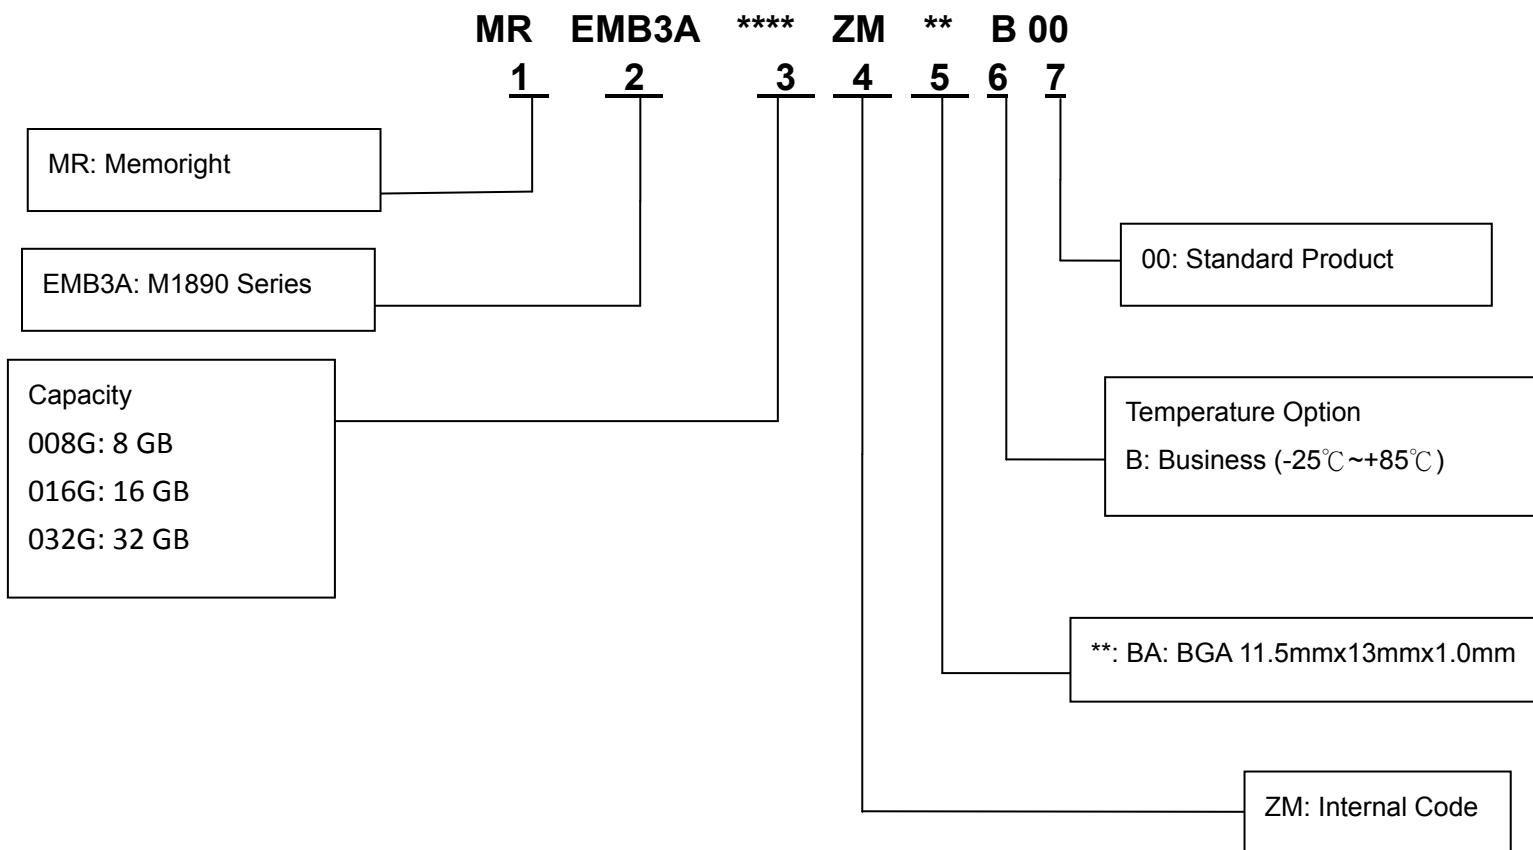 MR EMB3A **** ZM ** B 00
1 2 3 4 5 6 7
MR: Memoright
EMB3A: M1890 Series
00: Standard Product
Capacity
008G: 8 GB
016G: 16 GB
032G: 32 GB
Temperature Option
B: Business (-25℃~+85℃)
**: BA: BGA 11.5mmx13mmx1.0mm
ZM: Internal Code